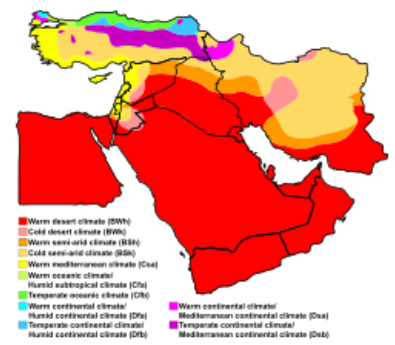 Warm desert climate (BWh)
Cold desert climate (BWk)
Warm semi-arid climate (BSh)
Cold semi-arid climate (BSk)
Warm mediterranean climate (Csa)
Warm oceanic climate/
Humid subtropical climate (Cfa)
Temperate oceanic climate (Cfb)
Warm continental climate/
Humid continental climate (Dfa)
Temperate continental climate/
Humid continental climate (Dfb)
Warm continental climate/
Mediterranean continental climate (Dsa)
Temperate continental climate/
Mediterranean continental climate (Dsb)